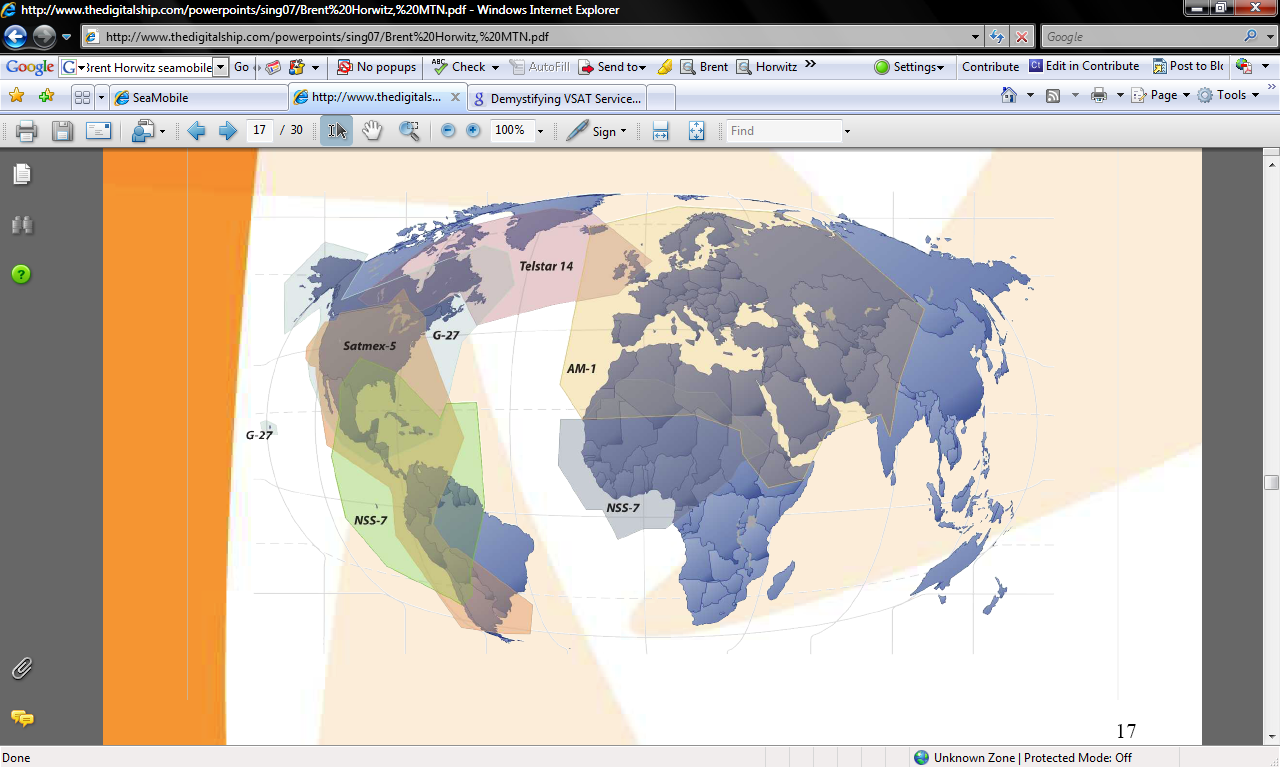 http://www.thedigitalship.com/powerpoints/sing07/Brent%20Horwitz,%20MTN.pdf - Windows Internet Explorer
http://www.thedigitalship.com/powerpoints/sing07/Brent%20Horwitz,%20MTN.pdf
Google
Google
G
rent Horwitz seamobile
Go
No popups
ABC
Check
AutoFill
Send to
Brent
Horwitz
Settings
Contribute
Ct
Edit in Contribute
Post to Blo
SeaMobile
http://www.thedigitals...
Demystifying VSAT Service...
Page
Tools
17 / 30
100%
Sign
Find
Telstar 14
G-27
Satmex-5
AM-1
G-27
NSS-7
NSS-7
17
Done
Unknown Zone | Protected Mode: Off